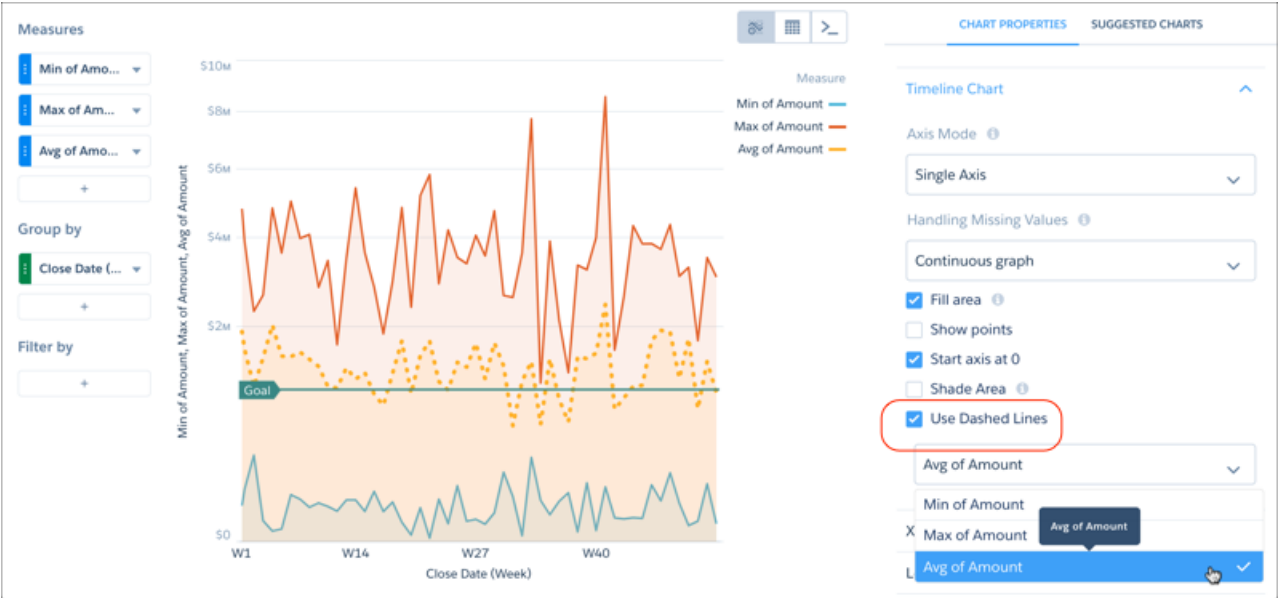 Measures
Min of Amo...
Max of Am...
Avg of Amo...
+
Group by
Close Date (...
+
Filter by
+
$10M
$8M
$6M
$4M
$2M
$0
Min of Amount, Max of Amount, Avg of Amount
Goal
W1
W14
W27
W40
Close Date (Week)
Measure
Min of Amount
Max of Amount
Avg of Amount
CHART PROPERTIES
SUGGESTED CHARTS
Timeline Chart
Axis Mode
Single Axis
Handling Missing Values
Continuous graph
Fill area
Show points
Start axis at 0
Shade Area
Use Dashed Lines
Avg of Amount
Min of Amount
X
Max of Amount
Avg of Amount
L
Avg of Amount